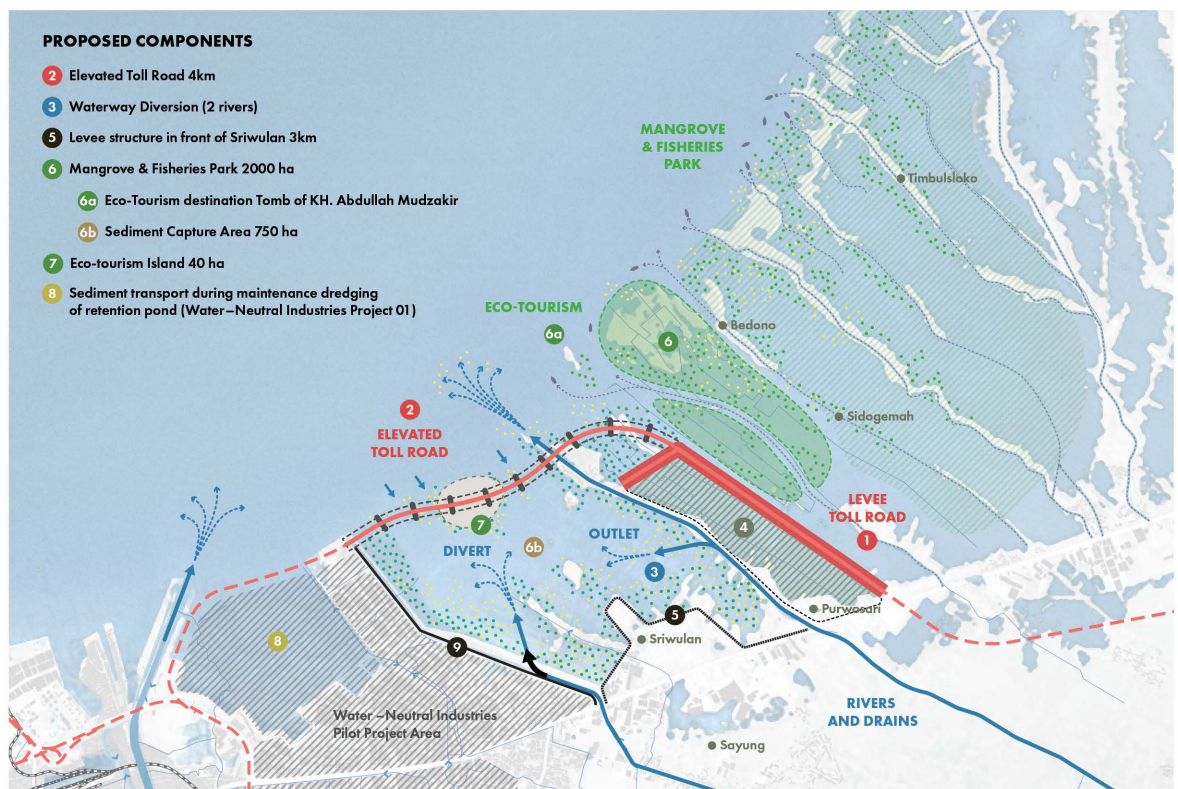 PROPOSED COMPONENTS
2 Elevated Toll Road 4km
3 Waterway Diversion (2 rivers)
5 Levee structure in front of Sriwulan 3km
6 Mangrove & Fisheries Park 2000 ha
6a Eco-Tourism destination Tomb of KH. Abdullah Mudzakir
6b Sediment Capture Area 750 ha
7 Eco-tourism Island 40 ha
8 Sediment transport during maintenance dredging
of retention pond (Water–Neutral Industries Project 01)
MANGROVE
& FISHERIES
PARK
Timbulsloko
ECO-TOURISM
6a
Bedono
6
2
ELEVATED
TOLL ROAD
Sidogemah
LEVEE
TOLL ROAD
1
7
4
OUTLET
DIVERT
6b
3
Purwosari
5
Sriwulan
8
9
Water –Neutral Industries
Pilot Project Area
RIVERS
AND DRAINS
Sayung